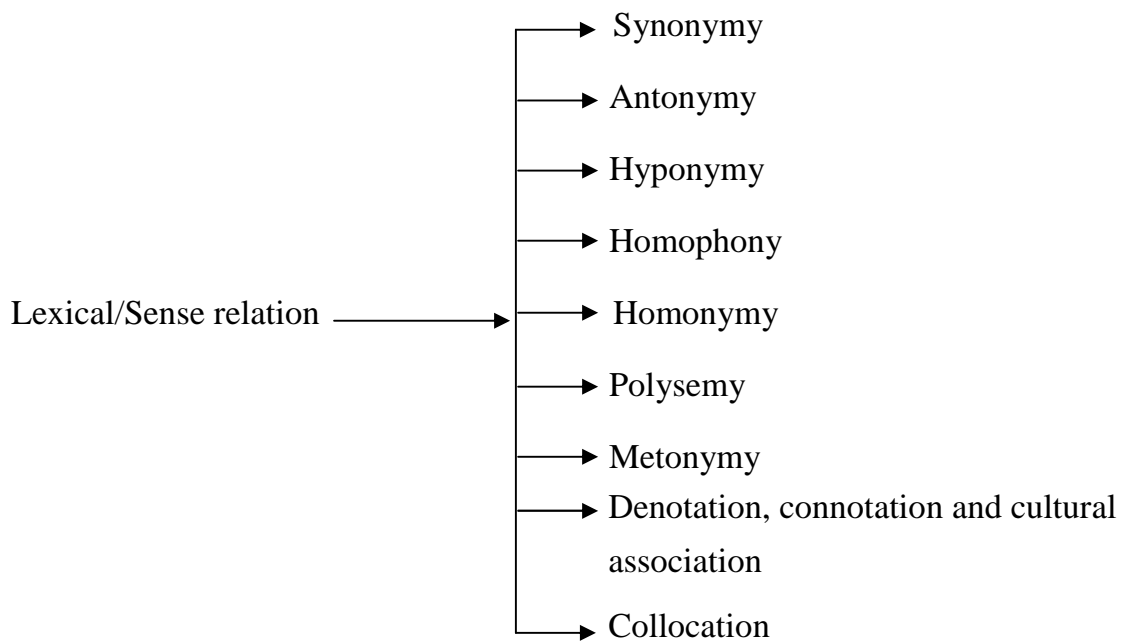 Synonymy
Antonymy
Hyponymy
Homophony
Lexical/Sense relation
Homonymy
Polysemy
Metonymy
Denotation, connotation and cultural
association
Collocation